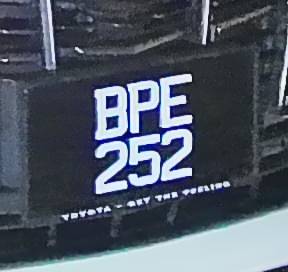 BPE
252
TOYOTA - GET THE FEELING